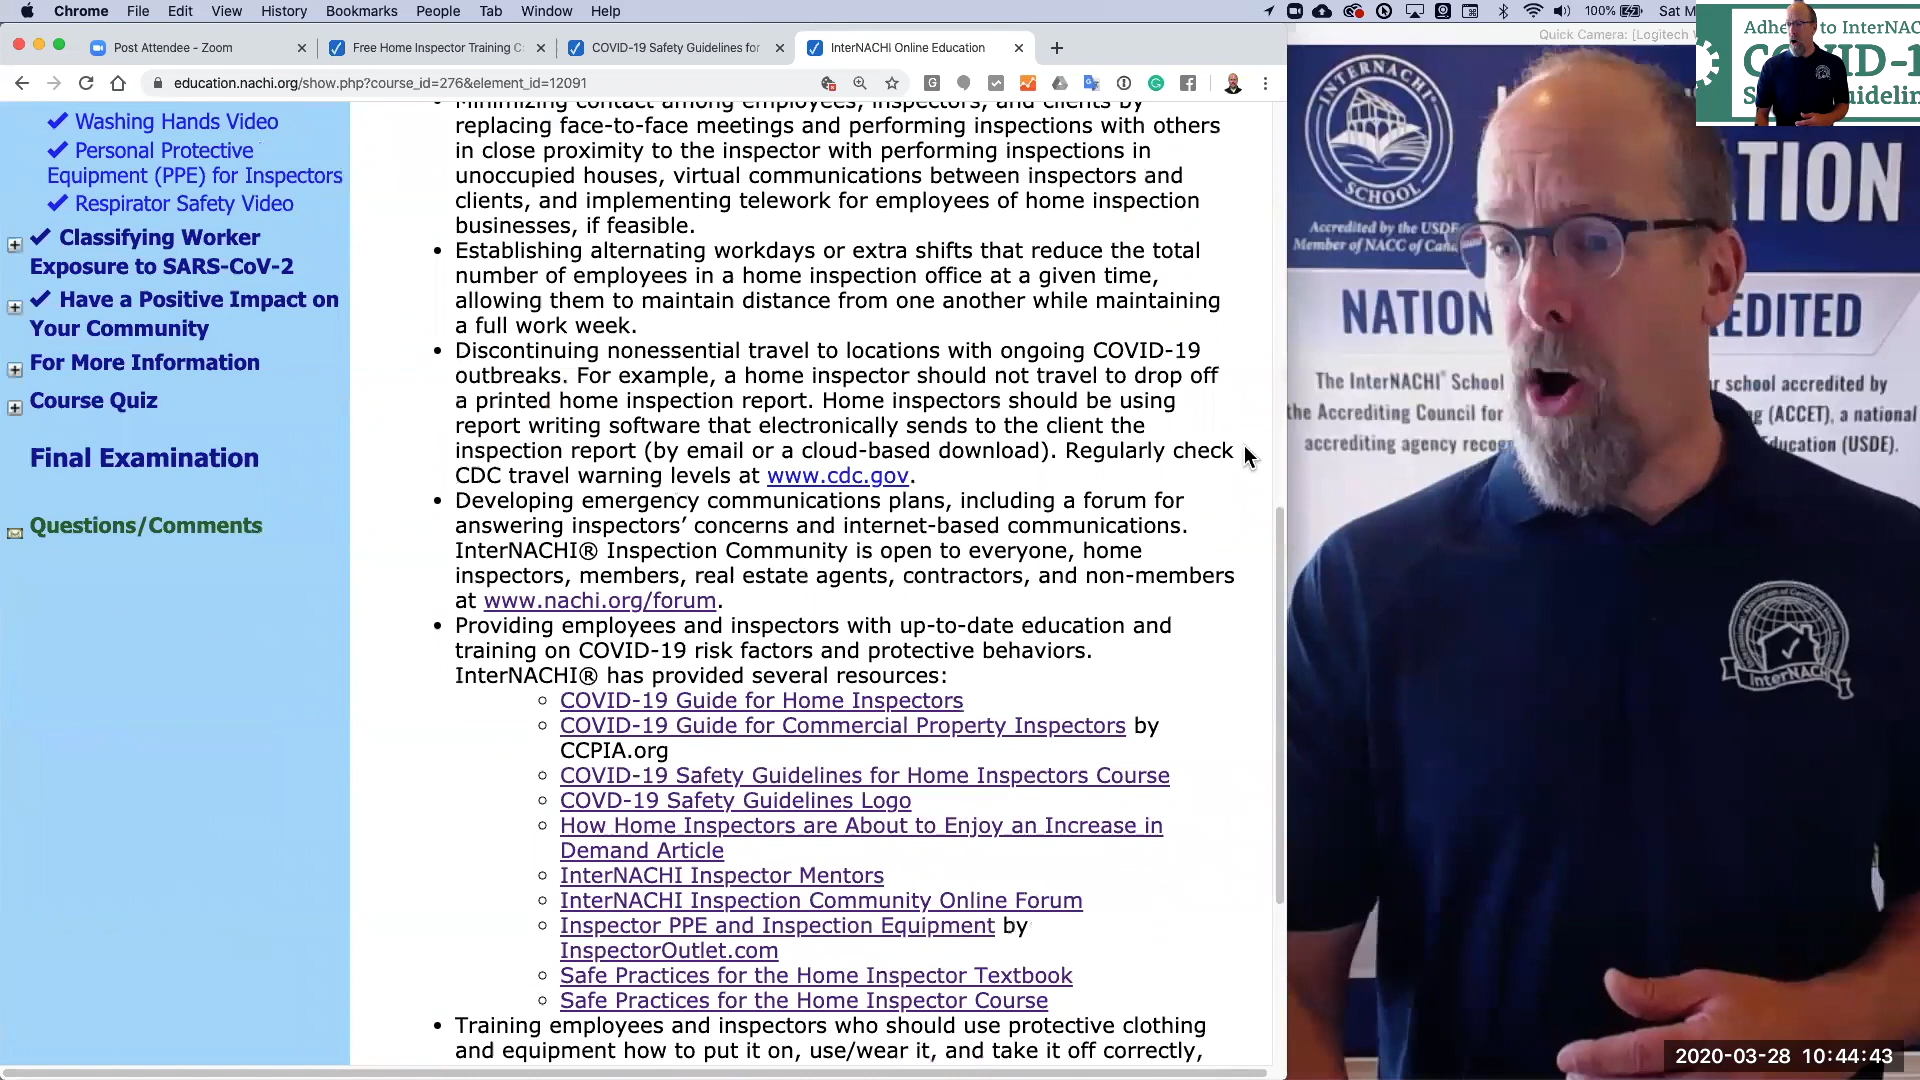 Chrome File Edit View History Bookmarks People Tab Window Help
100% Sat M
Post Attendee - Zoom
Free Home Inspector Training C
COVID-19 Safety Guidelines for
InterNACHI Online Education
Quick Camera: [Logitech W
education.nachi.org/show.php?course_id=276&element_id=12091
Washing Hands Video
Personal Protective
Equipment (PPE) for Inspectors
Respirator Safety Video
Classifying Worker
Exposure to SARS-CoV-2
Have a Positive Impact on
Your Community
For More Information
Course Quiz
Final Examination
Questions/Comments
Minimizing contact among employees, inspectors, and clients by
replacing face-to-face meetings and performing inspections with others
in close proximity to the inspector with performing inspections in
unoccupied houses, virtual communications between inspectors and
clients, and implementing telework for employees of home inspection
businesses, if feasible.
• Establishing alternating workdays or extra shifts that reduce the total
number of employees in a home inspection office at a given time,
allowing them to maintain distance from one another while maintaining
a full work week.
• Discontinuing nonessential travel to locations with ongoing COVID-19
outbreaks. For example, a home inspector should not travel to drop off
a printed home inspection report. Home inspectors should be using
report writing software that electronically sends to the client the
inspection report (by email or a cloud-based download). Regularly check
CDC travel warning levels at www.cdc.gov.
• Developing emergency communications plans, including a forum for
answering inspectors’ concerns and internet-based communications.
InterNACHI® Inspection Community is open to everyone, home
inspectors, members, real estate agents, contractors, and non-members
at www.nachi.org/forum.
• Providing employees and inspectors with up-to-date education and
training on COVID-19 risk factors and protective behaviors.
InterNACHI® has provided several resources:
◦ COVID-19 Guide for Home Inspectors
◦ COVID-19 Guide for Commercial Property Inspectors by
CCPIA.org
◦ COVID-19 Safety Guidelines for Home Inspectors Course
◦ COVD-19 Safety Guidelines Logo
◦ How Home Inspectors are About to Enjoy an Increase in
Demand Article
◦ InterNACHI Inspector Mentors
◦ InterNACHI Inspection Community Online Forum
◦ Inspector PPE and Inspection Equipment by
InspectorOutlet.com
◦ Safe Practices for the Home Inspector Textbook
◦ Safe Practices for the Home Inspector Course
• Training employees and inspectors who should use protective clothing
and equipment how to put it on, use/wear it, and take it off correctly,
Adhe to InterNAC
CO ID-1
S uidelin
INTERNACHI
SCHOOL
Accredited by the USDE
Member of NACC of Can
TION
NATION EDITED
The InterNACHI® School r school accredited by
the Accrediting Council for g (ACCET), a national
accrediting agency recog ducation (USDE).
InterNACHI
2020-03-28 10:44:43